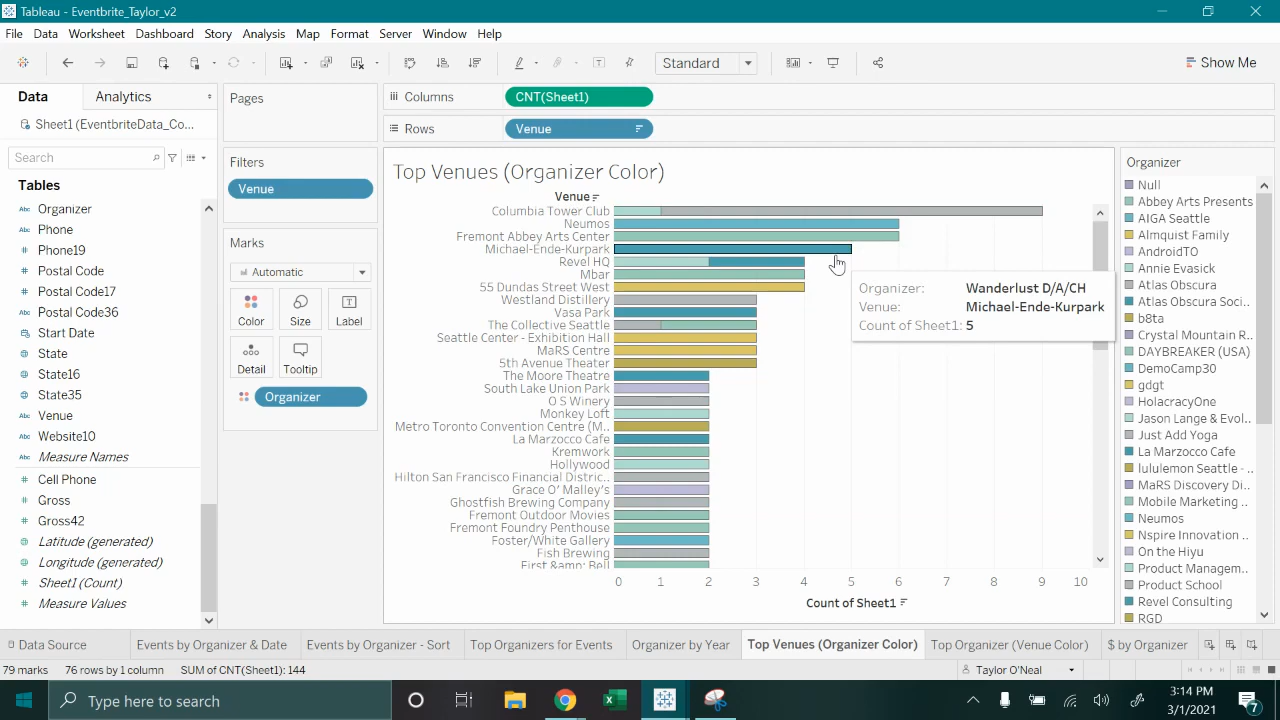 Tableau - Eventbrite_Taylor_v2
File Data Worksheet Dashboard Story Analysis Map Format Server Window Help
Standard
Show Me
Data Analytics
Sheet1 (EventbriteData_Co...
Search
Tables
Organizer
Phone
Phone19
Postal Code
Postal Code17
Postal Code36
Start Date
State
State16
State35
Venue
Website10
Measure Names
Cell Phone
Gross
Gross42
Latitude (generated)
Longitude (generated)
Sheet1 (Count)
Measure Values
Pages
Filters
Venue
Marks
Automatic
Color Size Label
Detail Tooltip
Organizer
Columns CNT(Sheet1)
Rows Venue
Top Venues (Organizer Color)
Venue
Columbia Tower Club
Neumos
Fremont Abbey Arts Center
Michael-Ende-Kurpark
Revel HQ
Mbar
55 Dundas Street West
Westland Distillery
Vasa Park
The Collective Seattle
Seattle Center - Exhibition Hall
MaRS Centre
5th Avenue Theater
The Moore Theatre
South Lake Union Park
O S Winery
Monkey Loft
Metro Toronto Convention Centre (M..
La Marzocco Cafe
Kremwork
Hollywood
Hilton San Francisco Financial Distric..
Grace O' Malley's
Ghostfish Brewing Company
Fremont Outdoor Movies
Fremont Foundry Penthouse
Foster/White Gallery
Fish Brewing
First &amp; Bell
0 1 2 3 4 5 6 7 8 9 10
Count of Sheet1
Organizer: Wanderlust D/A/CH
Venue: Michael-Ende-Kurpark
Count of Sheet1: 5
Organizer
Null
Abbey Arts Presents
AIGA Seattle
Almquist Family
AndroidTO
Annie Evasick
Atlas Obscura
Atlas Obscura Soci..
b8ta
Crystal Mountain R..
DAYBREAKER (USA)
DemoCamp30
gdgt
HolacracyOne
Jason Lange & Evol..
Just Add Yoga
La Marzocco Cafe
lululemon Seattle - ..
MaRS Discovery Di..
Mobile Marketing ..
Neumos
Nspire Innovation ..
On the Hiyu
Product Managem..
Product School
Revel Consulting
RGD
Data Source Events by Organizer & Date Events by Organizer - Sort Top Organizers for Events Organizer by Year Top Venues (Organizer Color) Top Organizer (Venue Color) $ by Organizer
79 marks 76 rows by 1 column SUM of CNT(Sheet1): 144 Taylor O'Neal
Type here to search
3:14 PM
3/1/2021
7